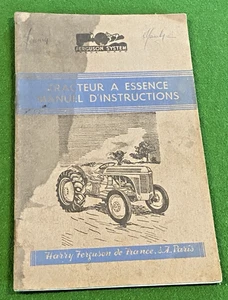 FERGUSON SYSTEM
TRACTEUR A ESSENCE
MANUEL D'INSTRUCTIONS
Harry Ferguson de France. S.A. Paris